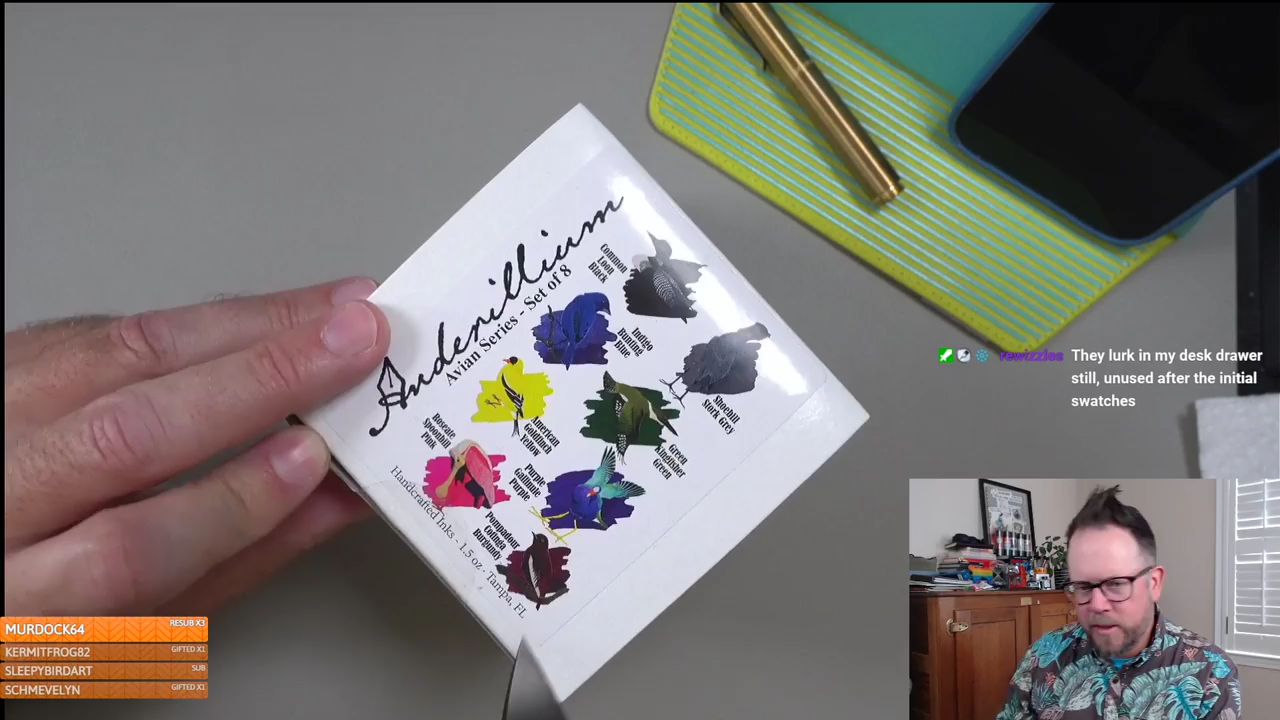 Anderillium
Avian Series - Set of 8
Common
Loon
Black
Indigo
Bunting
Blue
Shoebill
Stork Grey
American
Goldfinch
Yellow
Green
Kingfisher
Green
Roseate
Spoonbill
Pink
Purple
Gallinule
Purple
Pompadour
Cotinga
Burgundy
Handcrafted Inks - 1.5 oz - Tampa, FL
rewizzles They lurk in my desk drawer
still, unused after the initial
swatches
MURDOCK64 RESUB X3
KERMITFROG82 GIFTED X1
SLEEPYBIRDART SUB
SCHMEVELYN GIFTED X1